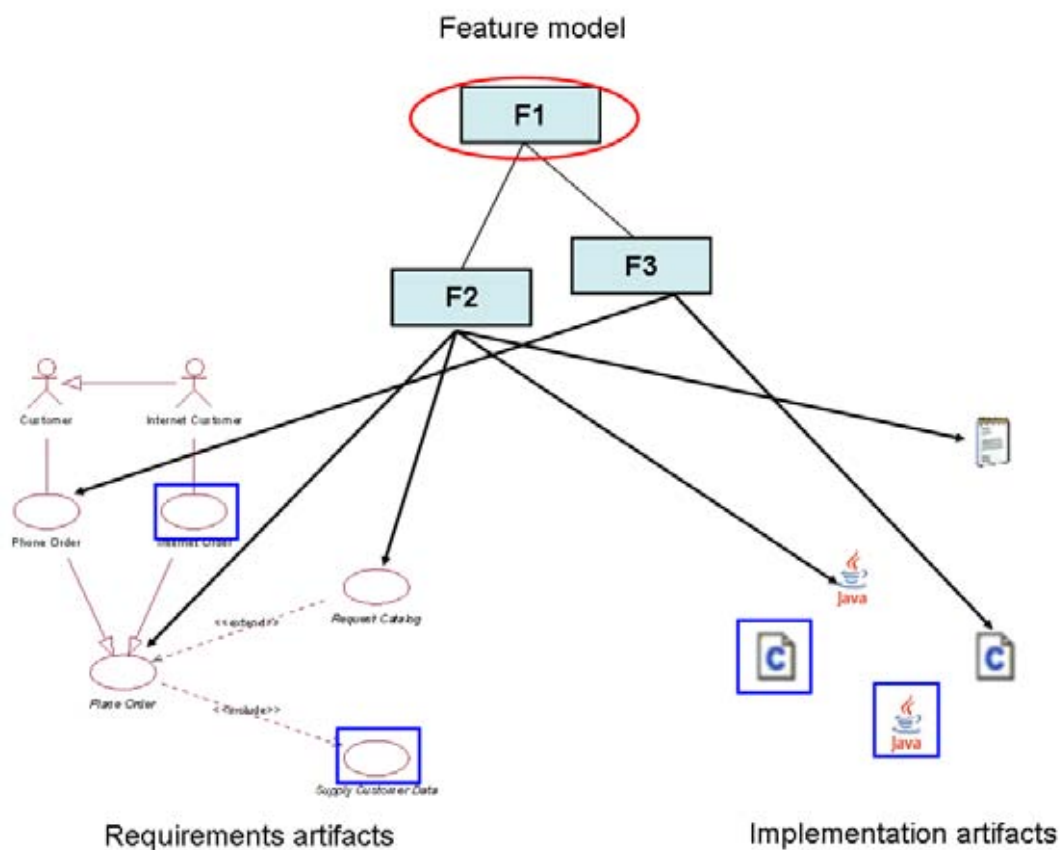 Feature model
F1
F3
F2
Customer
Internet Customer
Phone Order
Internet Order
Java
<<extend>>
Request Catalog
C
C
Plase Order
<<include>>
Java
Supply Customer Data
Requirements artifacts
Implementation artifacts